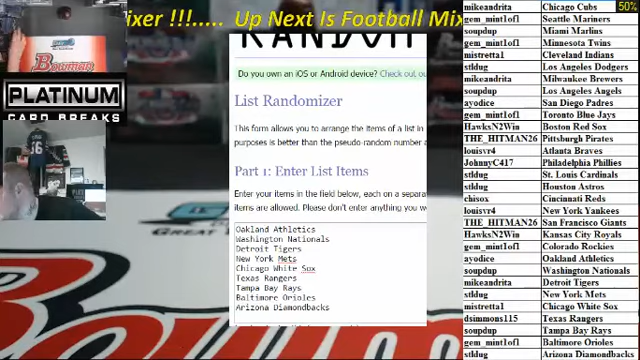 ixer !!!..... Up Next Is Football Mix
50%
Bowman
PLATINUM
CARD BREAKS
Do you own an iOS or Android device? Check out ou
List Randomizer
This form allows you to arrange the items of a list in
purposes is better than the pseudo-random number a
Part 1: Enter List Items
Enter your items in the field below, each on a separa
items are allowed. Please don't enter anything you w
Oakland Athletics
Washington Nationals
Detroit Tigers
New York Mets
Chicago White Sox
Texas Rangers
Tampa Bay Rays
Baltimore Orioles
Arizona Diamondbacks
mikeandrita Chicago Cubs
gem_mint1of1 Seattle Mariners
soupdup Miami Marlins
gem_mint1of1 Minnesota Twins
mistretta1 Cleveland Indians
stldug Los Angeles Dodgers
mikeandrita Milwaukee Brewers
soupdup Los Angeles Angels
ayodice San Diego Padres
gem_mint1of1 Toronto Blue Jays
HawksN2Win Boston Red Sox
THE_HITMAN26 Pittsburgh Pirates
louisvr4 Atlanta Braves
JohnnyC417 Philadelphia Phillies
stldug St. Louis Cardinals
stldug Houston Astros
chisox Cincinnati Reds
louisvr4 New York Yankees
THE_HITMAN26 San Francisco Giants
HawksN2Win Kansas City Royals
gem_mint1of1 Colorado Rockies
ayodice Oakland Athletics
soupdup Washington Nationals
mikeandrita Detroit Tigers
stldug New York Mets
mistretta1 Chicago White Sox
dsimmons115 Texas Rangers
soupdup Tampa Bay Rays
gem_mint1of1 Baltimore Orioles
stldug Arizona Diamondbacks